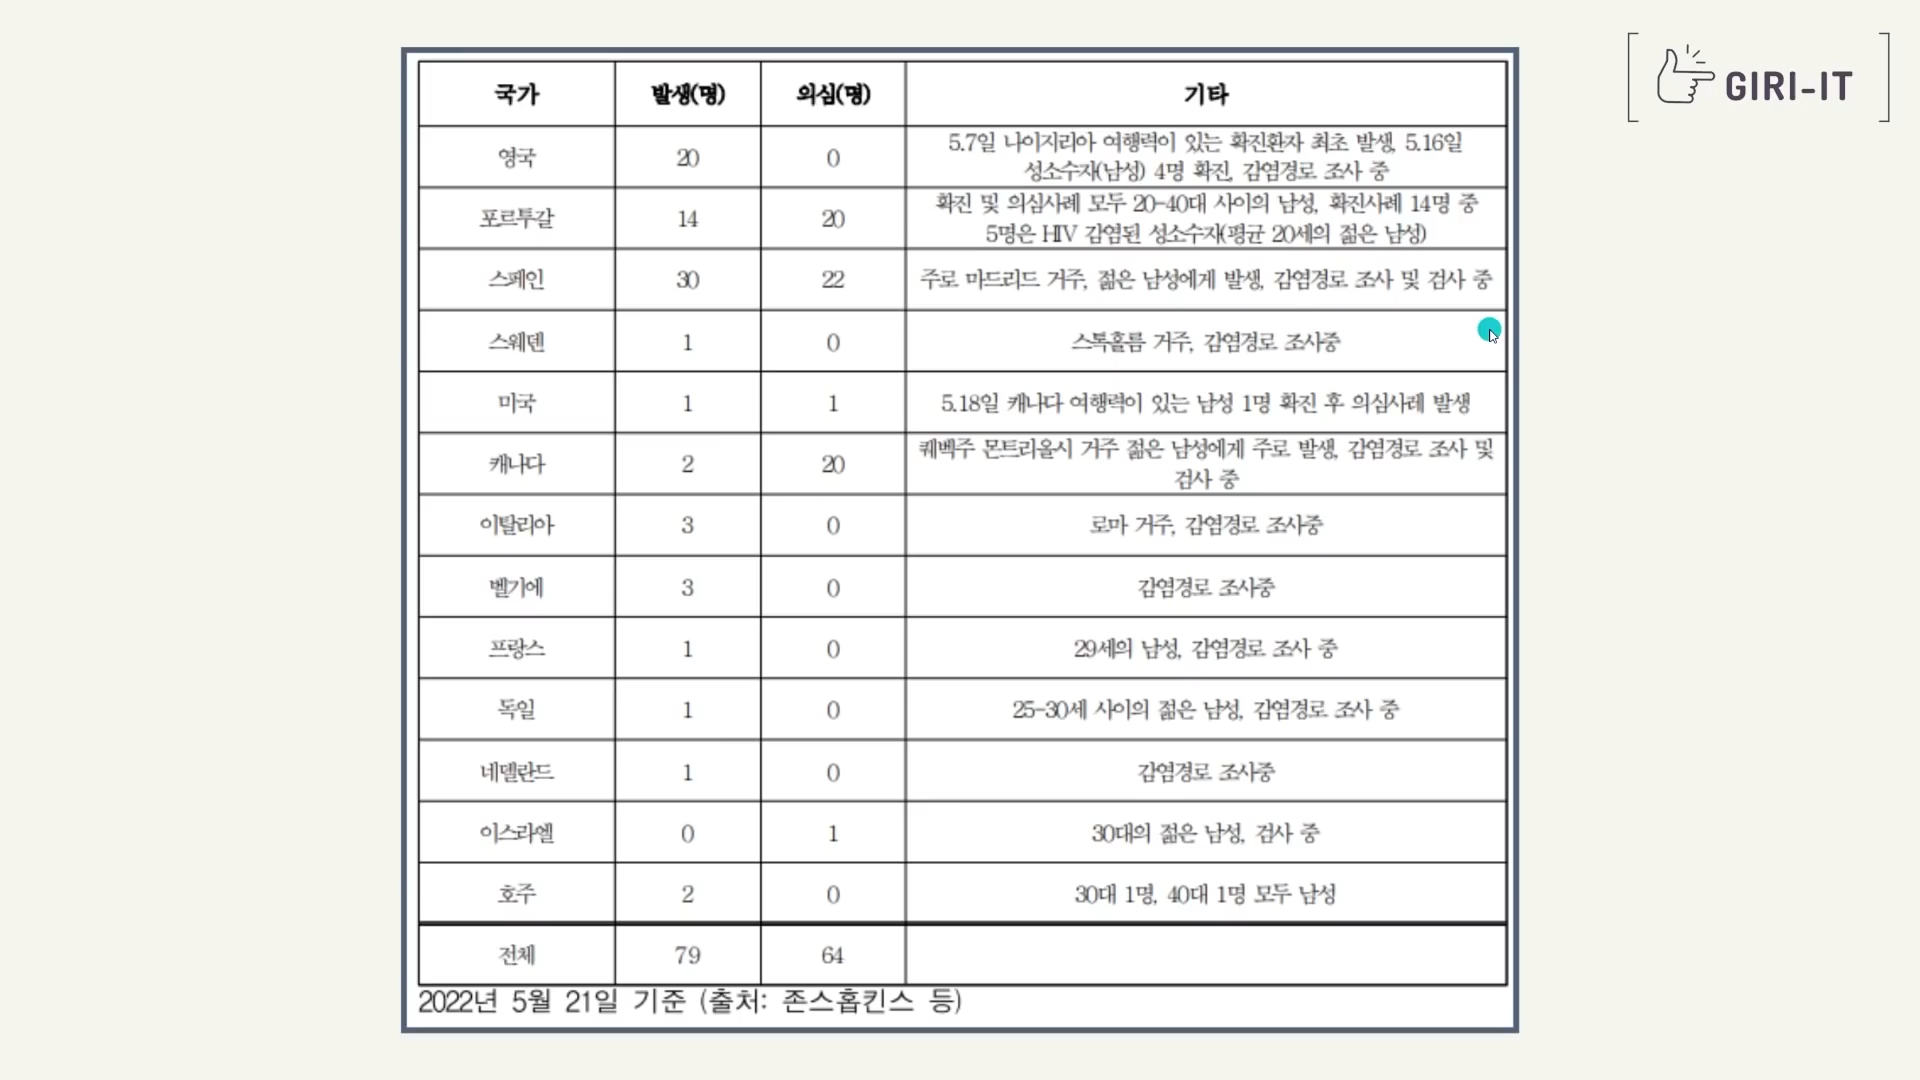 GIRI-IT
국가 발생(명) 의심(명) 기타
영국 20 0 5.7일 나이지리아 여행력이 있는 확진환자 최초 발생, 5.16일
성소수자(남성) 4명 확진, 감염경로 조사 중
포르투갈 14 20 확진 및 의심사례 모두 20-40대 사이의 남성, 확진사례 14명 중
5명은 HIV 감염된 성소수자(평균 20세의 젊은 남성)
스페인 30 22 주로 마드리드 거주, 젊은 남성에게 발생, 감염경로 조사 및 검사 중
스웨덴 1 0 스톡홀름 거주, 감염경로 조사중
미국 1 1 5.18일 캐나다 여행력이 있는 남성 1명 확진 후 의심사례 발생
캐나다 2 20 퀘벡주 몬트리올시 거주 젊은 남성에게 주로 발생, 감염경로 조사 및
검사 중
이탈리아 3 0 로마 거주, 감염경로 조사중
벨기에 3 0 감염경로 조사중
프랑스 1 0 29세의 남성, 감염경로 조사 중
독일 1 0 25-30세 사이의 젊은 남성, 감염경로 조사 중
네델란드 1 0 감염경로 조사중
이스라엘 0 1 30대의 젊은 남성, 검사 중
호주 2 0 30대 1명, 40대 1명 모두 남성
전체 79 64
2022년 5월 21일 기준 (출처: 존스홉킨스 등)